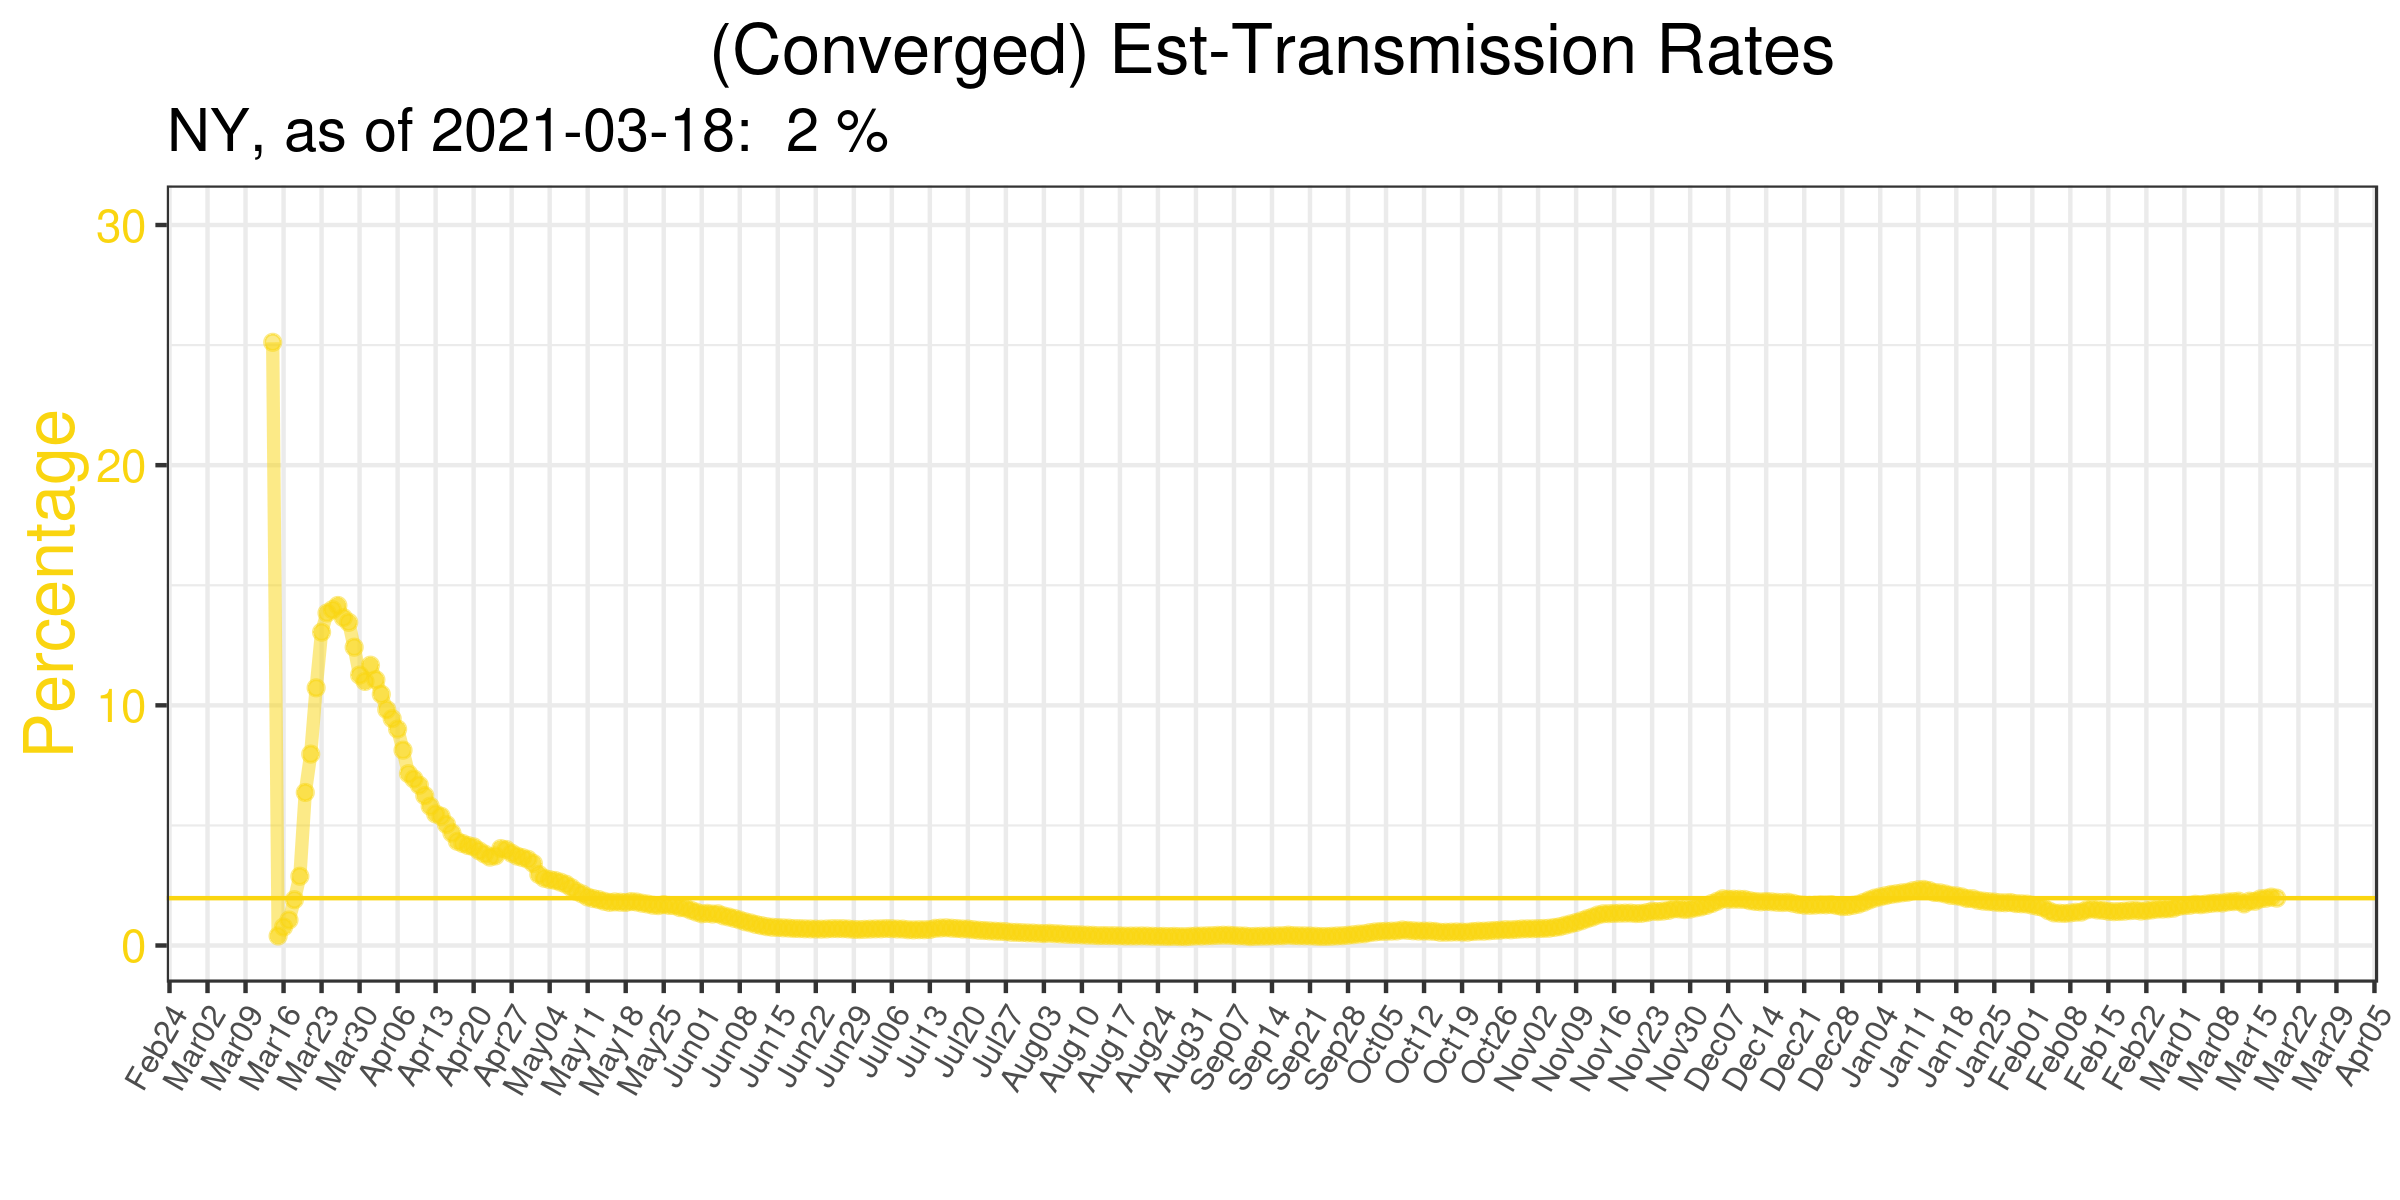 (Converged) Est-Transmission Rates
NY, as of 2021-03-18:  2 %
Percentage
30
20
10
0
Feb24
Mar02
Mar09
Mar16
Mar23
Mar30
Apr06
Apr13
Apr20
Apr27
May04
May11
May18
May25
Jun01
Jun08
Jun15
Jun22
Jun29
Jul06
Jul13
Jul20
Jul27
Aug03
Aug10
Aug17
Aug24
Aug31
Sep07
Sep14
Sep21
Sep28
Oct05
Oct12
Oct19
Oct26
Nov02
Nov09
Nov16
Nov23
Nov30
Dec07
Dec14
Dec21
Dec28
Jan04
Jan11
Jan18
Jan25
Feb01
Feb08
Feb15
Feb22
Mar01
Mar08
Mar15
Mar22
Mar29
Apr05